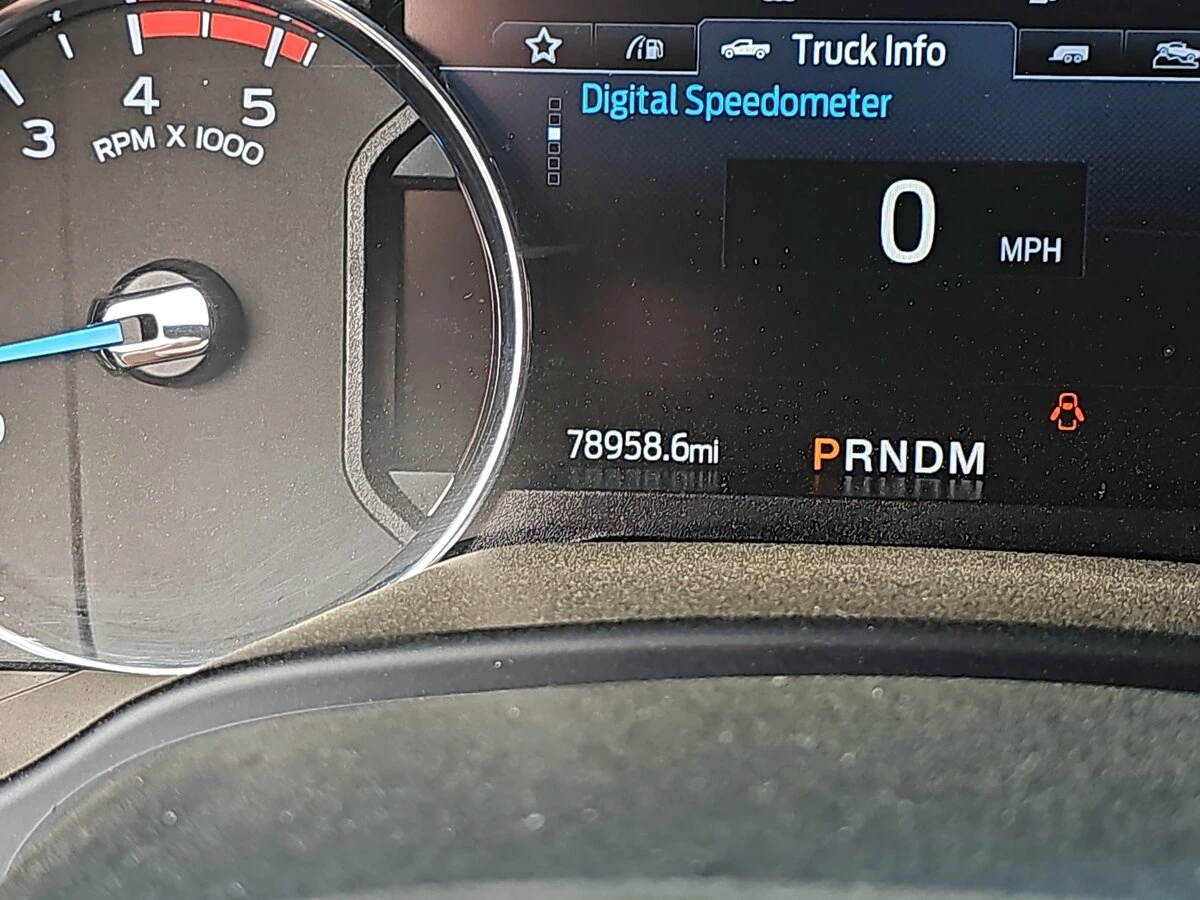 Truck Info
Digital Speedometer
0 MPH
3 4 5
RPM X 1000
78958.6mi
PRNDM